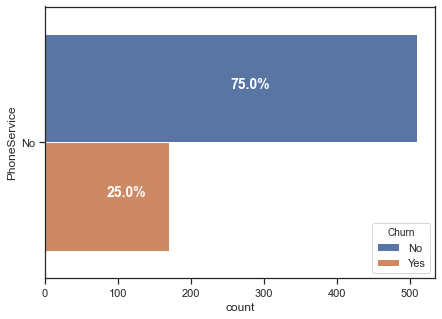 75.0%
PhoneService
No
25.0%
Churn
No
Yes
0 100 200 300 400 500
count